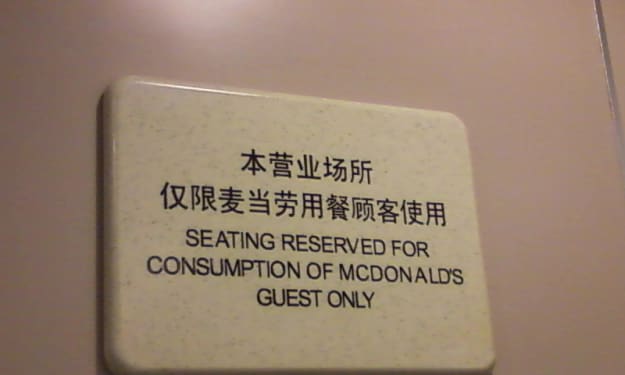 本营业场所
仅限麦当劳用餐顾客使用
SEATING RESERVED FOR
CONSUMPTION OF MCDONALD'S
GUEST ONLY